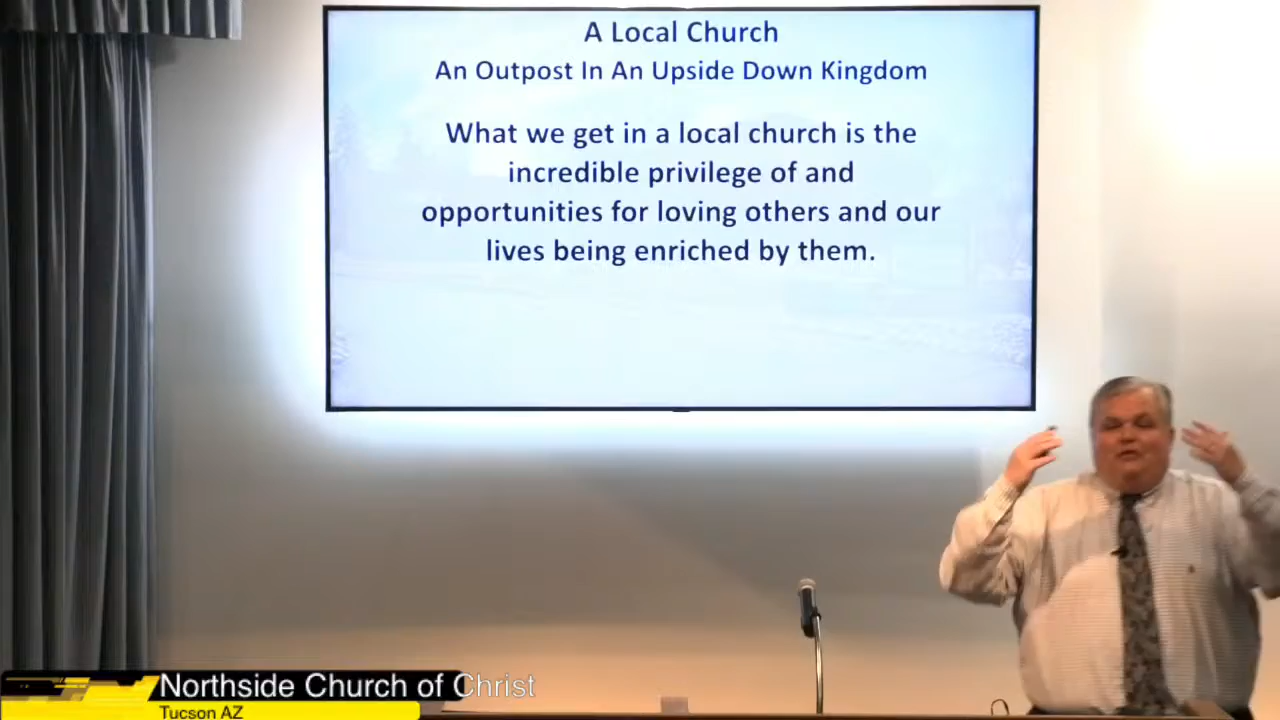 A Local Church
An Outpost In An Upside Down Kingdom
What we get in a local church is the
incredible privilege of and
opportunities for loving others and our
lives being enriched by them.
Northside Church of Christ
Tucson AZ